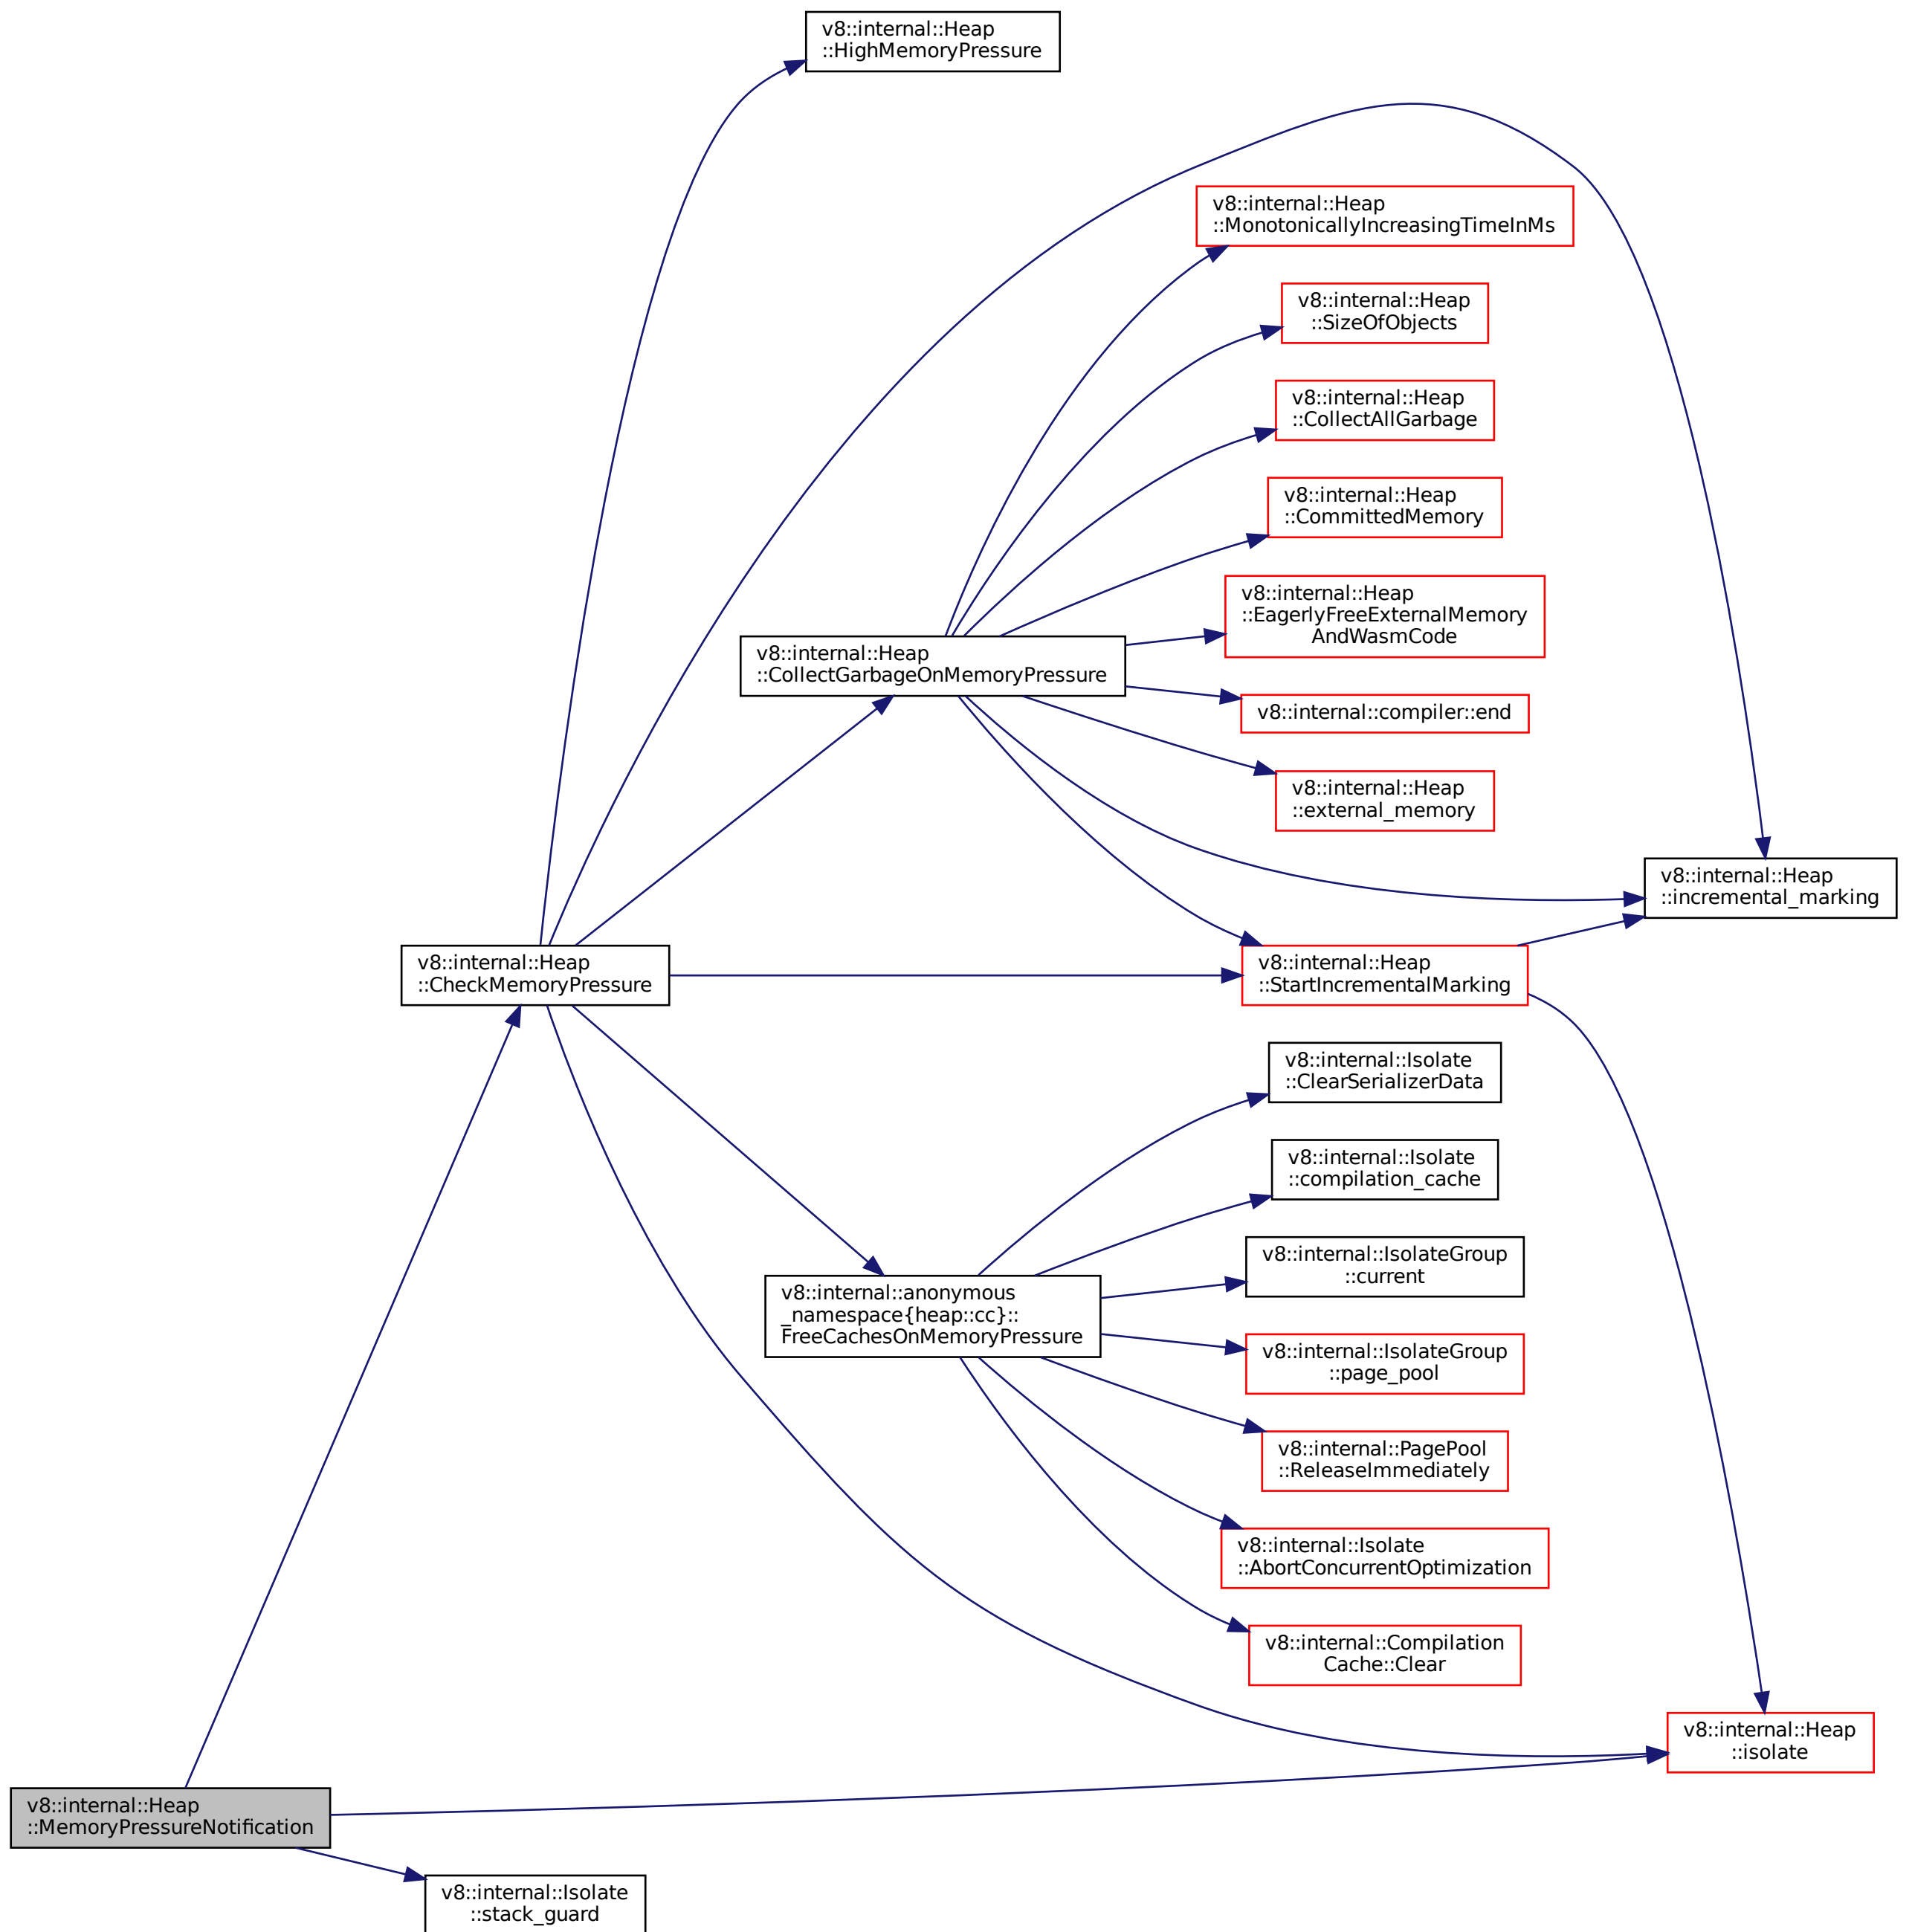 v8::internal::Heap
::HighMemoryPressure
v8::internal::Heap
::MonotonicallyIncreasingTimeInMs
v8::internal::Heap
::SizeOfObjects
v8::internal::Heap
::CollectAllGarbage
v8::internal::Heap
::CommittedMemory
v8::internal::Heap
::EagerlyFreeExternalMemory
AndWasmCode
v8::internal::Heap
::CollectGarbageOnMemoryPressure
v8::internal::compiler::end
v8::internal::Heap
::external_memory
v8::internal::Heap
::incremental_marking
v8::internal::Heap
::CheckMemoryPressure
v8::internal::Heap
::StartIncrementalMarking
v8::internal::Isolate
::ClearSerializerData
v8::internal::Isolate
::compilation_cache
v8::internal::IsolateGroup
::current
v8::internal::anonymous
_namespace{heap::cc}::
FreeCachesOnMemoryPressure
v8::internal::IsolateGroup
::page_pool
v8::internal::PagePool
::ReleaseImmediately
v8::internal::Isolate
::AbortConcurrentOptimization
v8::internal::Compilation
Cache::Clear
v8::internal::Heap
::isolate
v8::internal::Heap
::MemoryPressureNotification
v8::internal::Isolate
::stack_guard